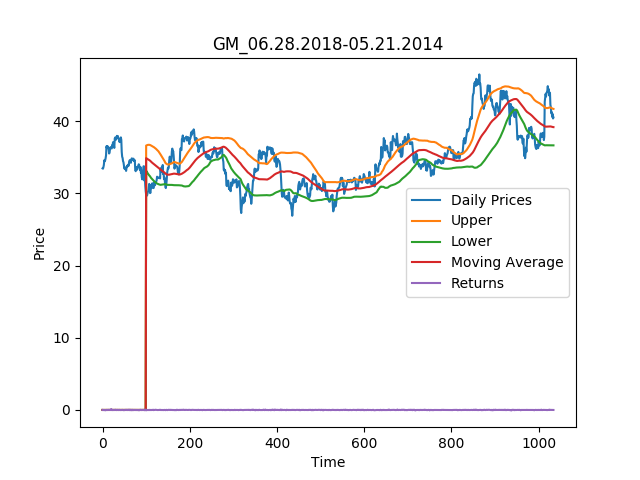 GM_06.28.2018-05.21.2014
Price
40
30
20
10
0
Daily Prices
Upper
Lower
Moving Average
Returns
0 200 400 600 800 1000
Time